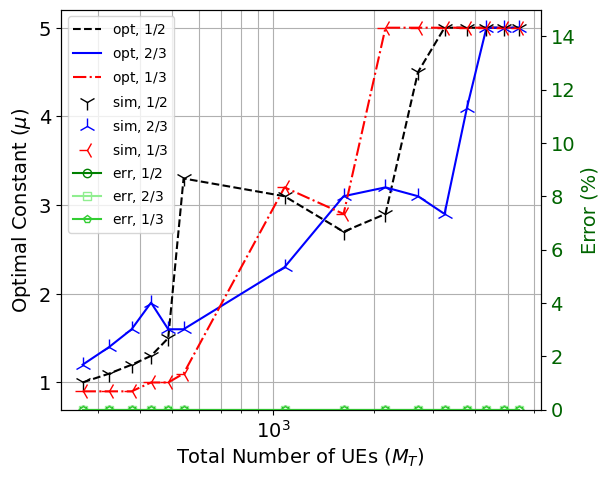 opt, 1/2
opt, 2/3
opt, 1/3
sim, 1/2
sim, 2/3
sim, 1/3
err, 1/2
err, 2/3
err, 1/3
5
4
3
2
1
Optimal Constant (μ)
14
12
10
8
6
4
2
0
Error (%)
10³
Total Number of UEs (M_T)